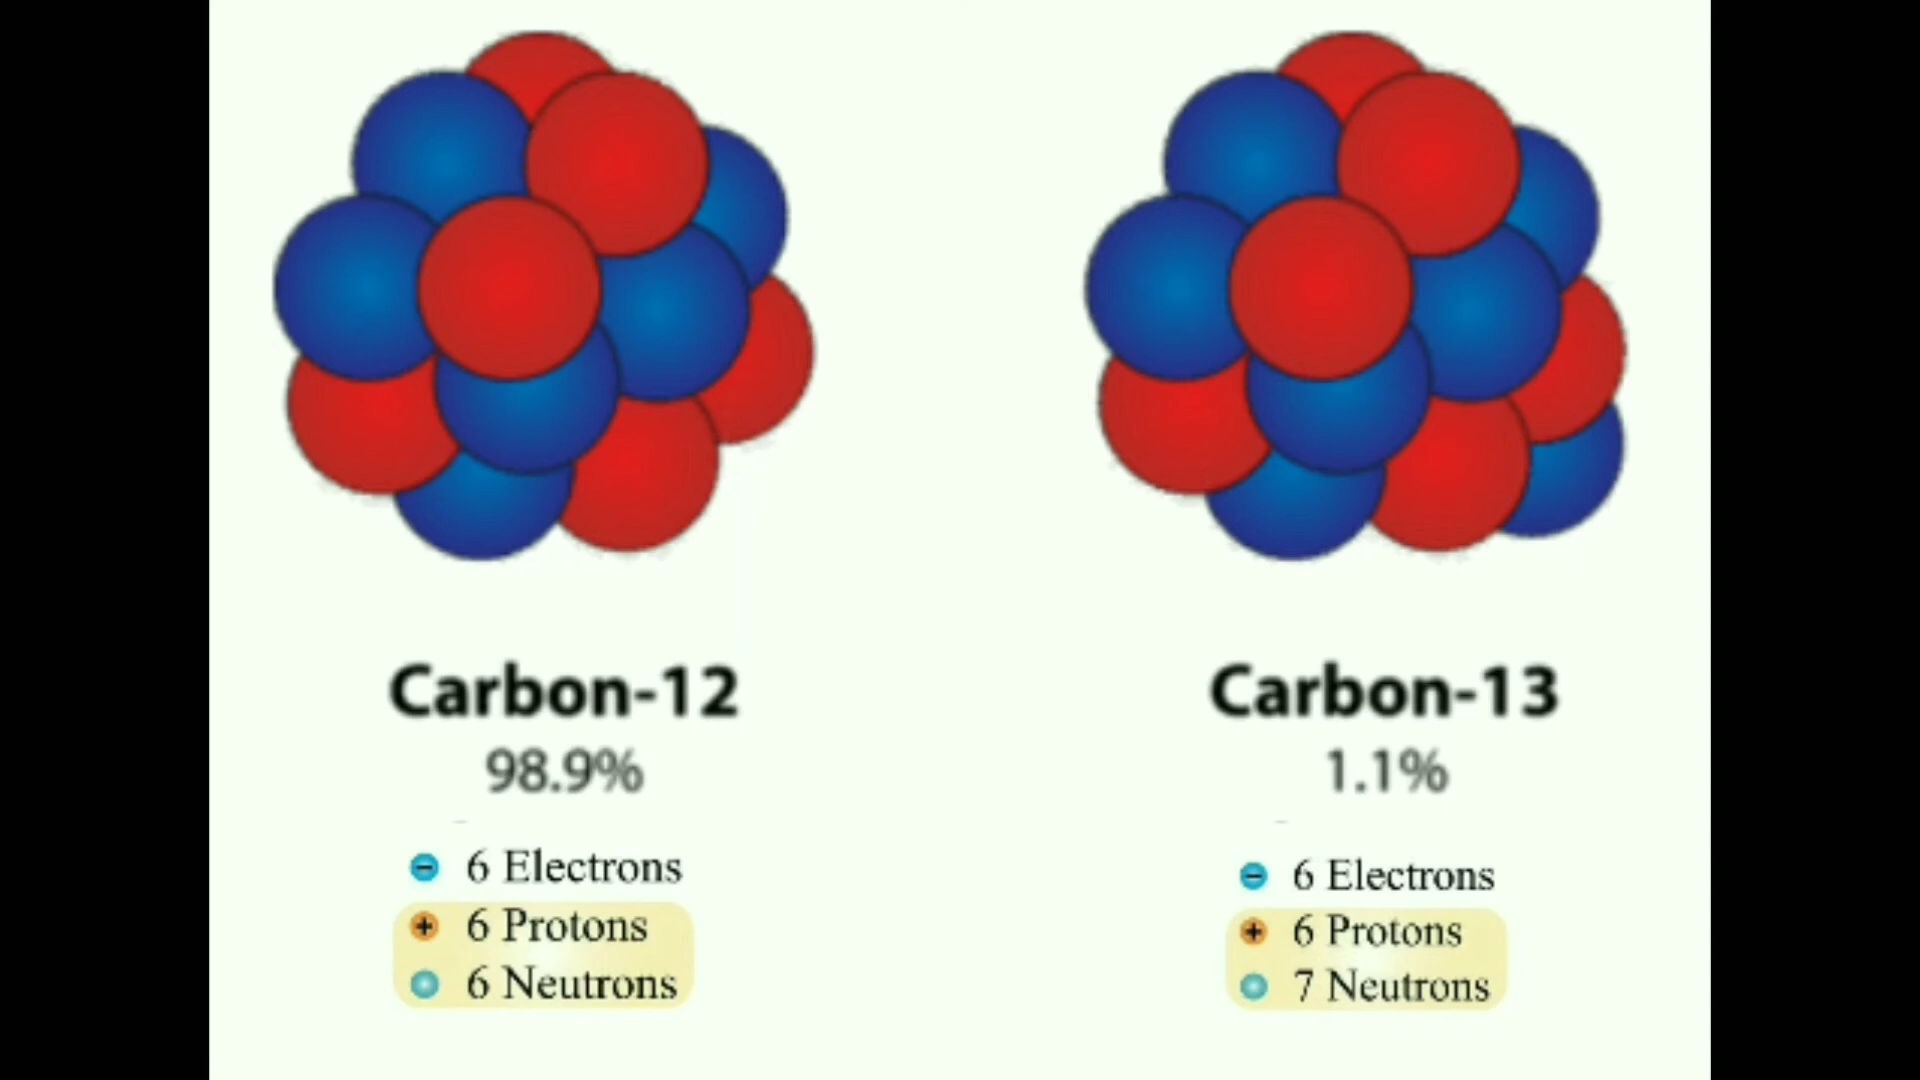 Carbon-12
98.9%
6 Electrons
6 Protons
6 Neutrons
Carbon-13
1.1%
6 Electrons
6 Protons
7 Neutrons